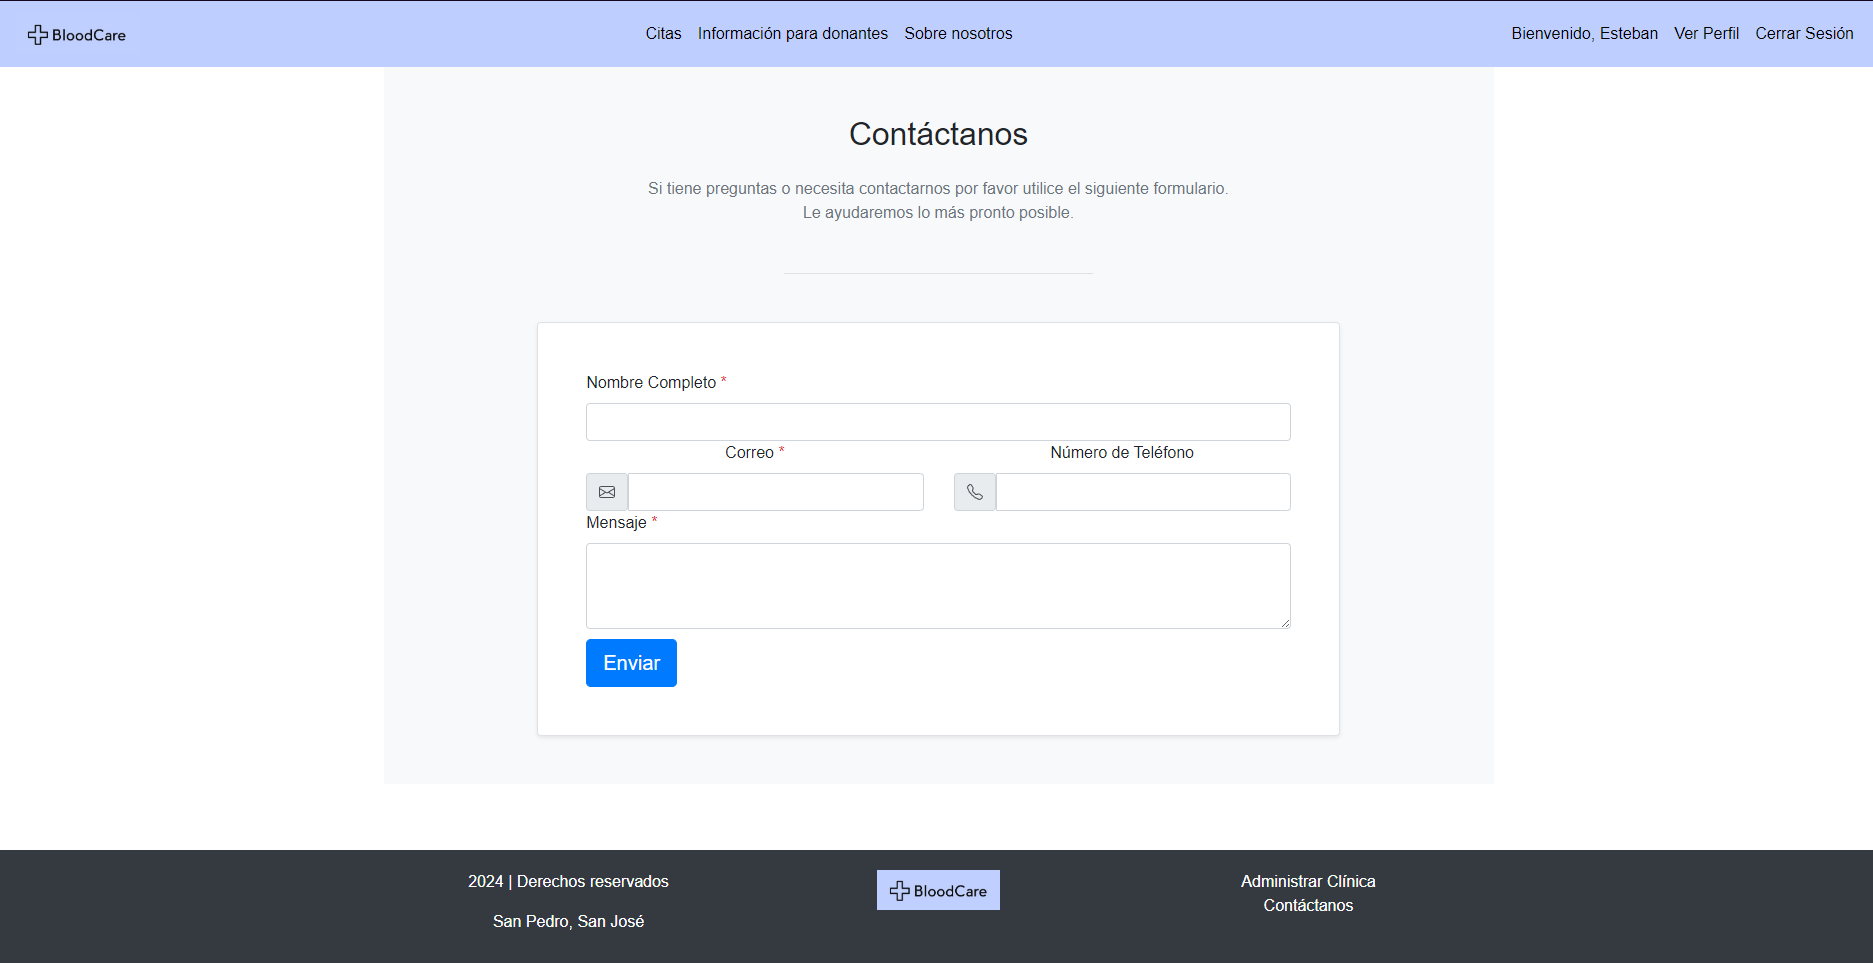 BloodCare
Citas Información para donantes Sobre nosotros
Bienvenido, Esteban Ver Perfil Cerrar Sesión
Contáctanos
Si tiene preguntas o necesita contactarnos por favor utilice el siguiente formulario.
Le ayudaremos lo más pronto posible.
Nombre Completo *
Correo *
Número de Teléfono
Mensaje *
Enviar
2024 | Derechos reservados
San Pedro, San José
BloodCare
Administrar Clínica
Contáctanos